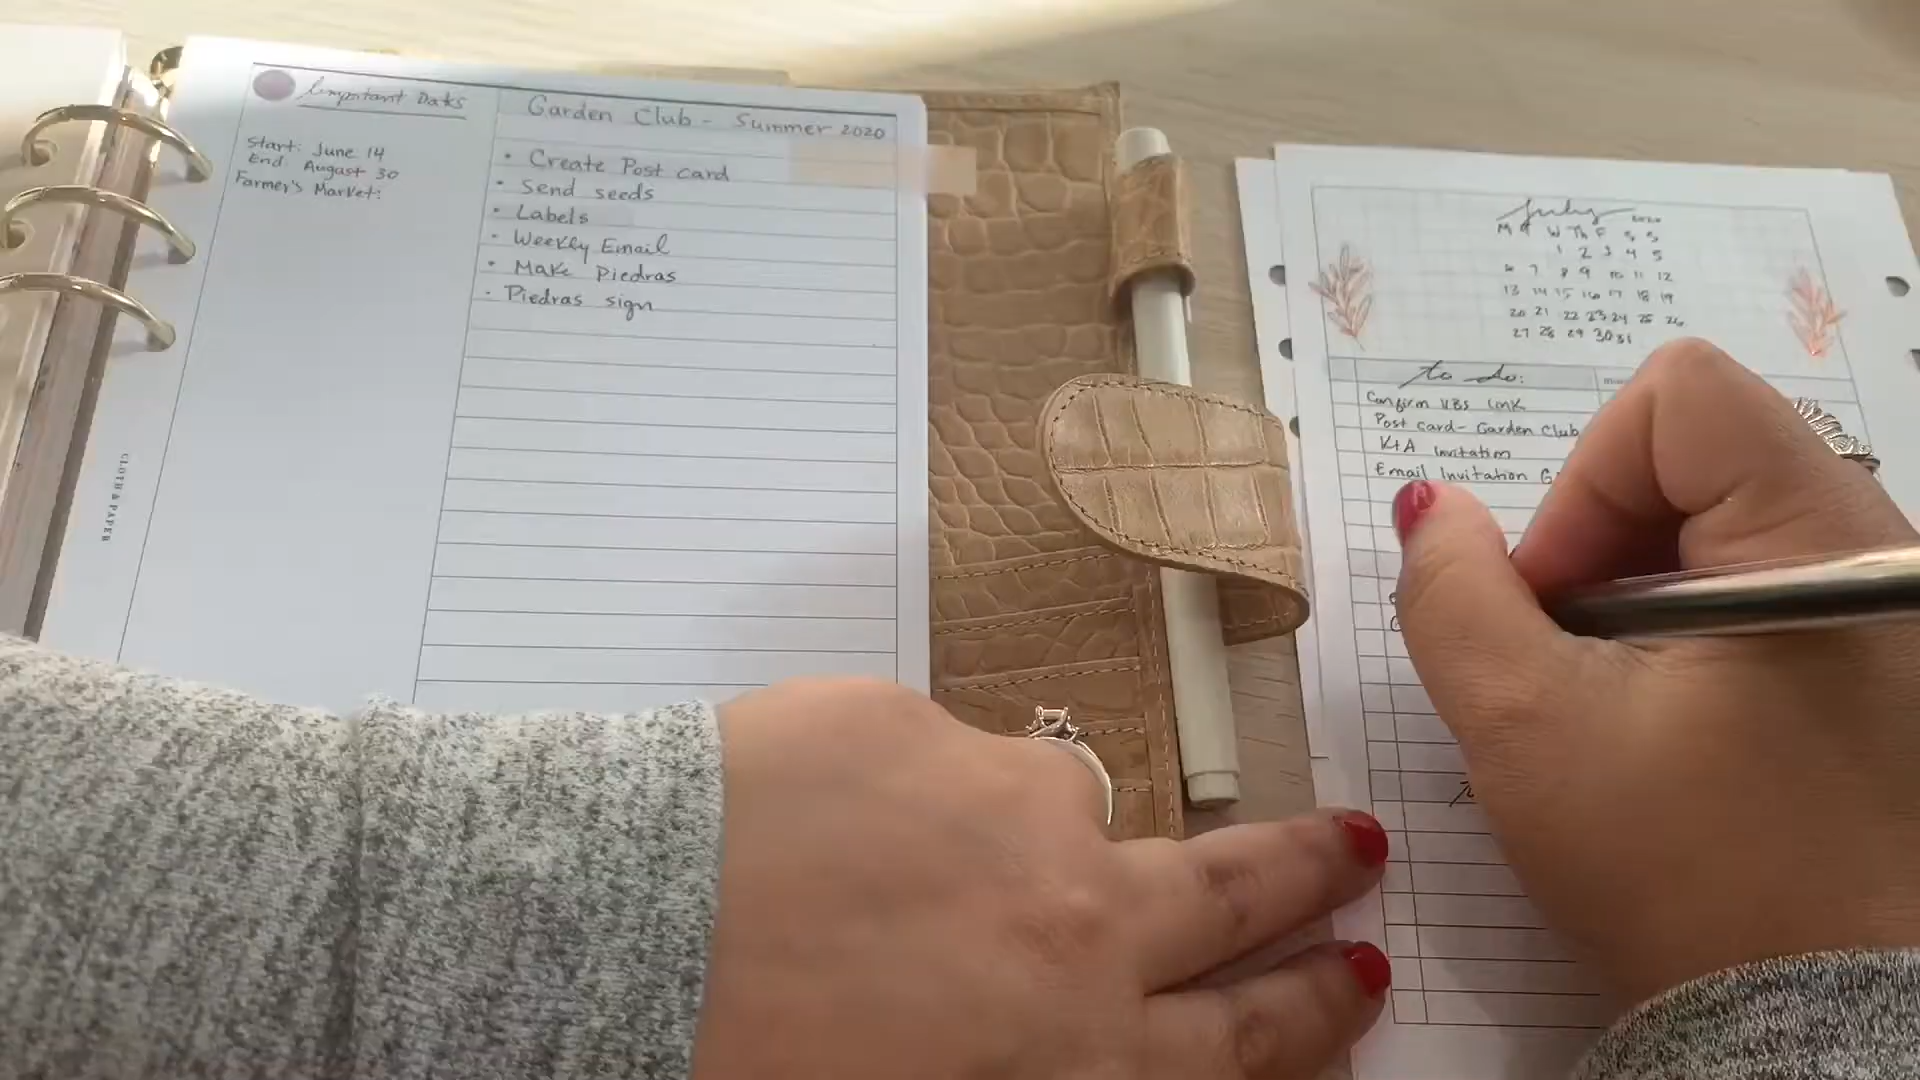 Important Dates
Start: June 14
End: August 30
Farmer's Market:
Garden Club - Summer 2020
• Create Post card
• Send seeds
• Labels
• Weekly Email
• Make Piedras
• Piedras sign
CLOTH & PAPER
July 2020
M T W Th F S S
1 2 3 4 5
6 7 8 9 10 11 12
13 14 15 16 17 18 19
20 21 22 23 24 25 26
27 28 29 30 31
to do:
Confirm VBS Link
Post card- Garden Club
K+A invitation
Email Invitation